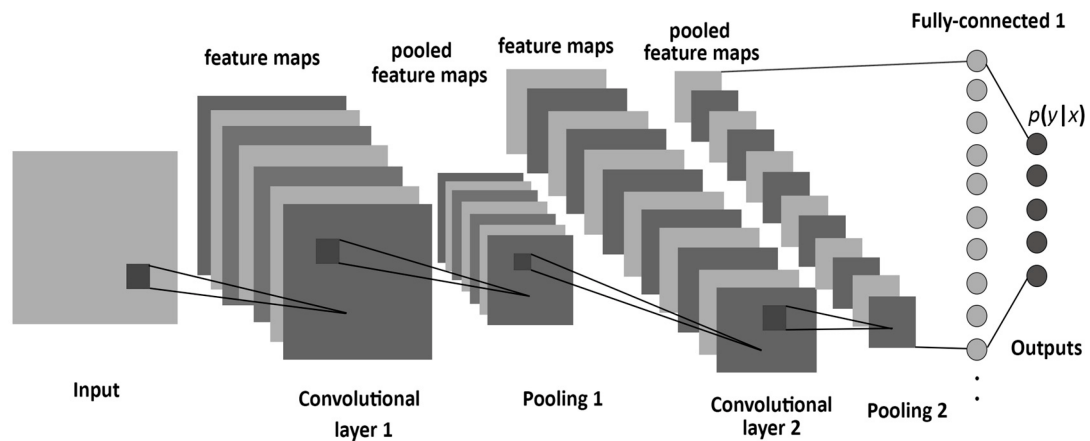 feature maps
pooled
feature maps
feature maps
pooled
feature maps
Fully-connected 1
p(y|x)
Outputs
Input
Convolutional
layer 1
Pooling 1
Convolutional
layer 2
Pooling 2